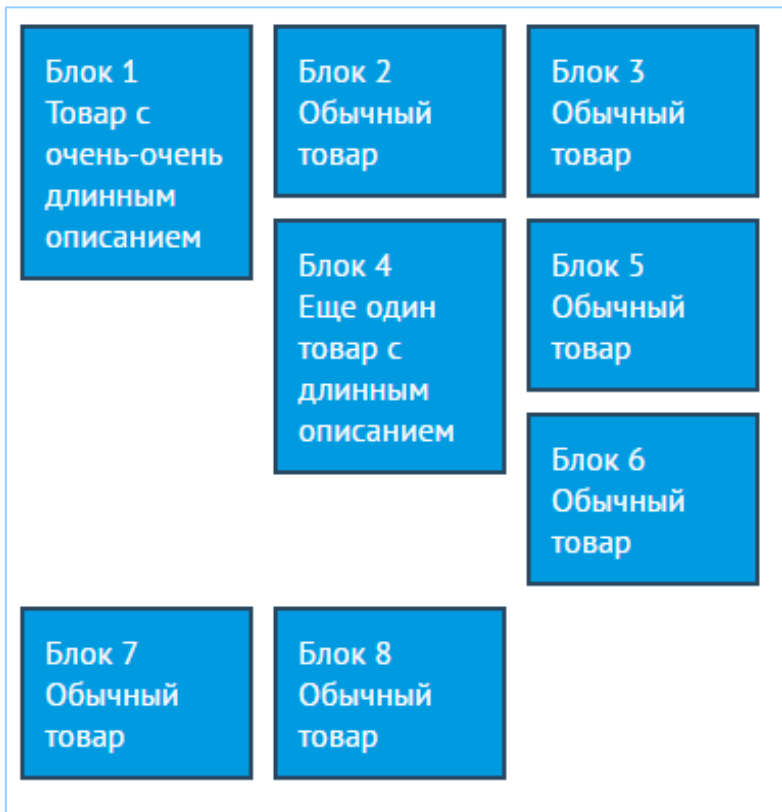 Блок 1
Товар с
очень-очень
длинным
описанием
Блок 2
Обычный
товар
Блок 3
Обычный
товар
Блок 4
Еще один
товар с
длинным
описанием
Блок 5
Обычный
товар
Блок 6
Обычный
товар
Блок 7
Обычный
товар
Блок 8
Обычный
товар